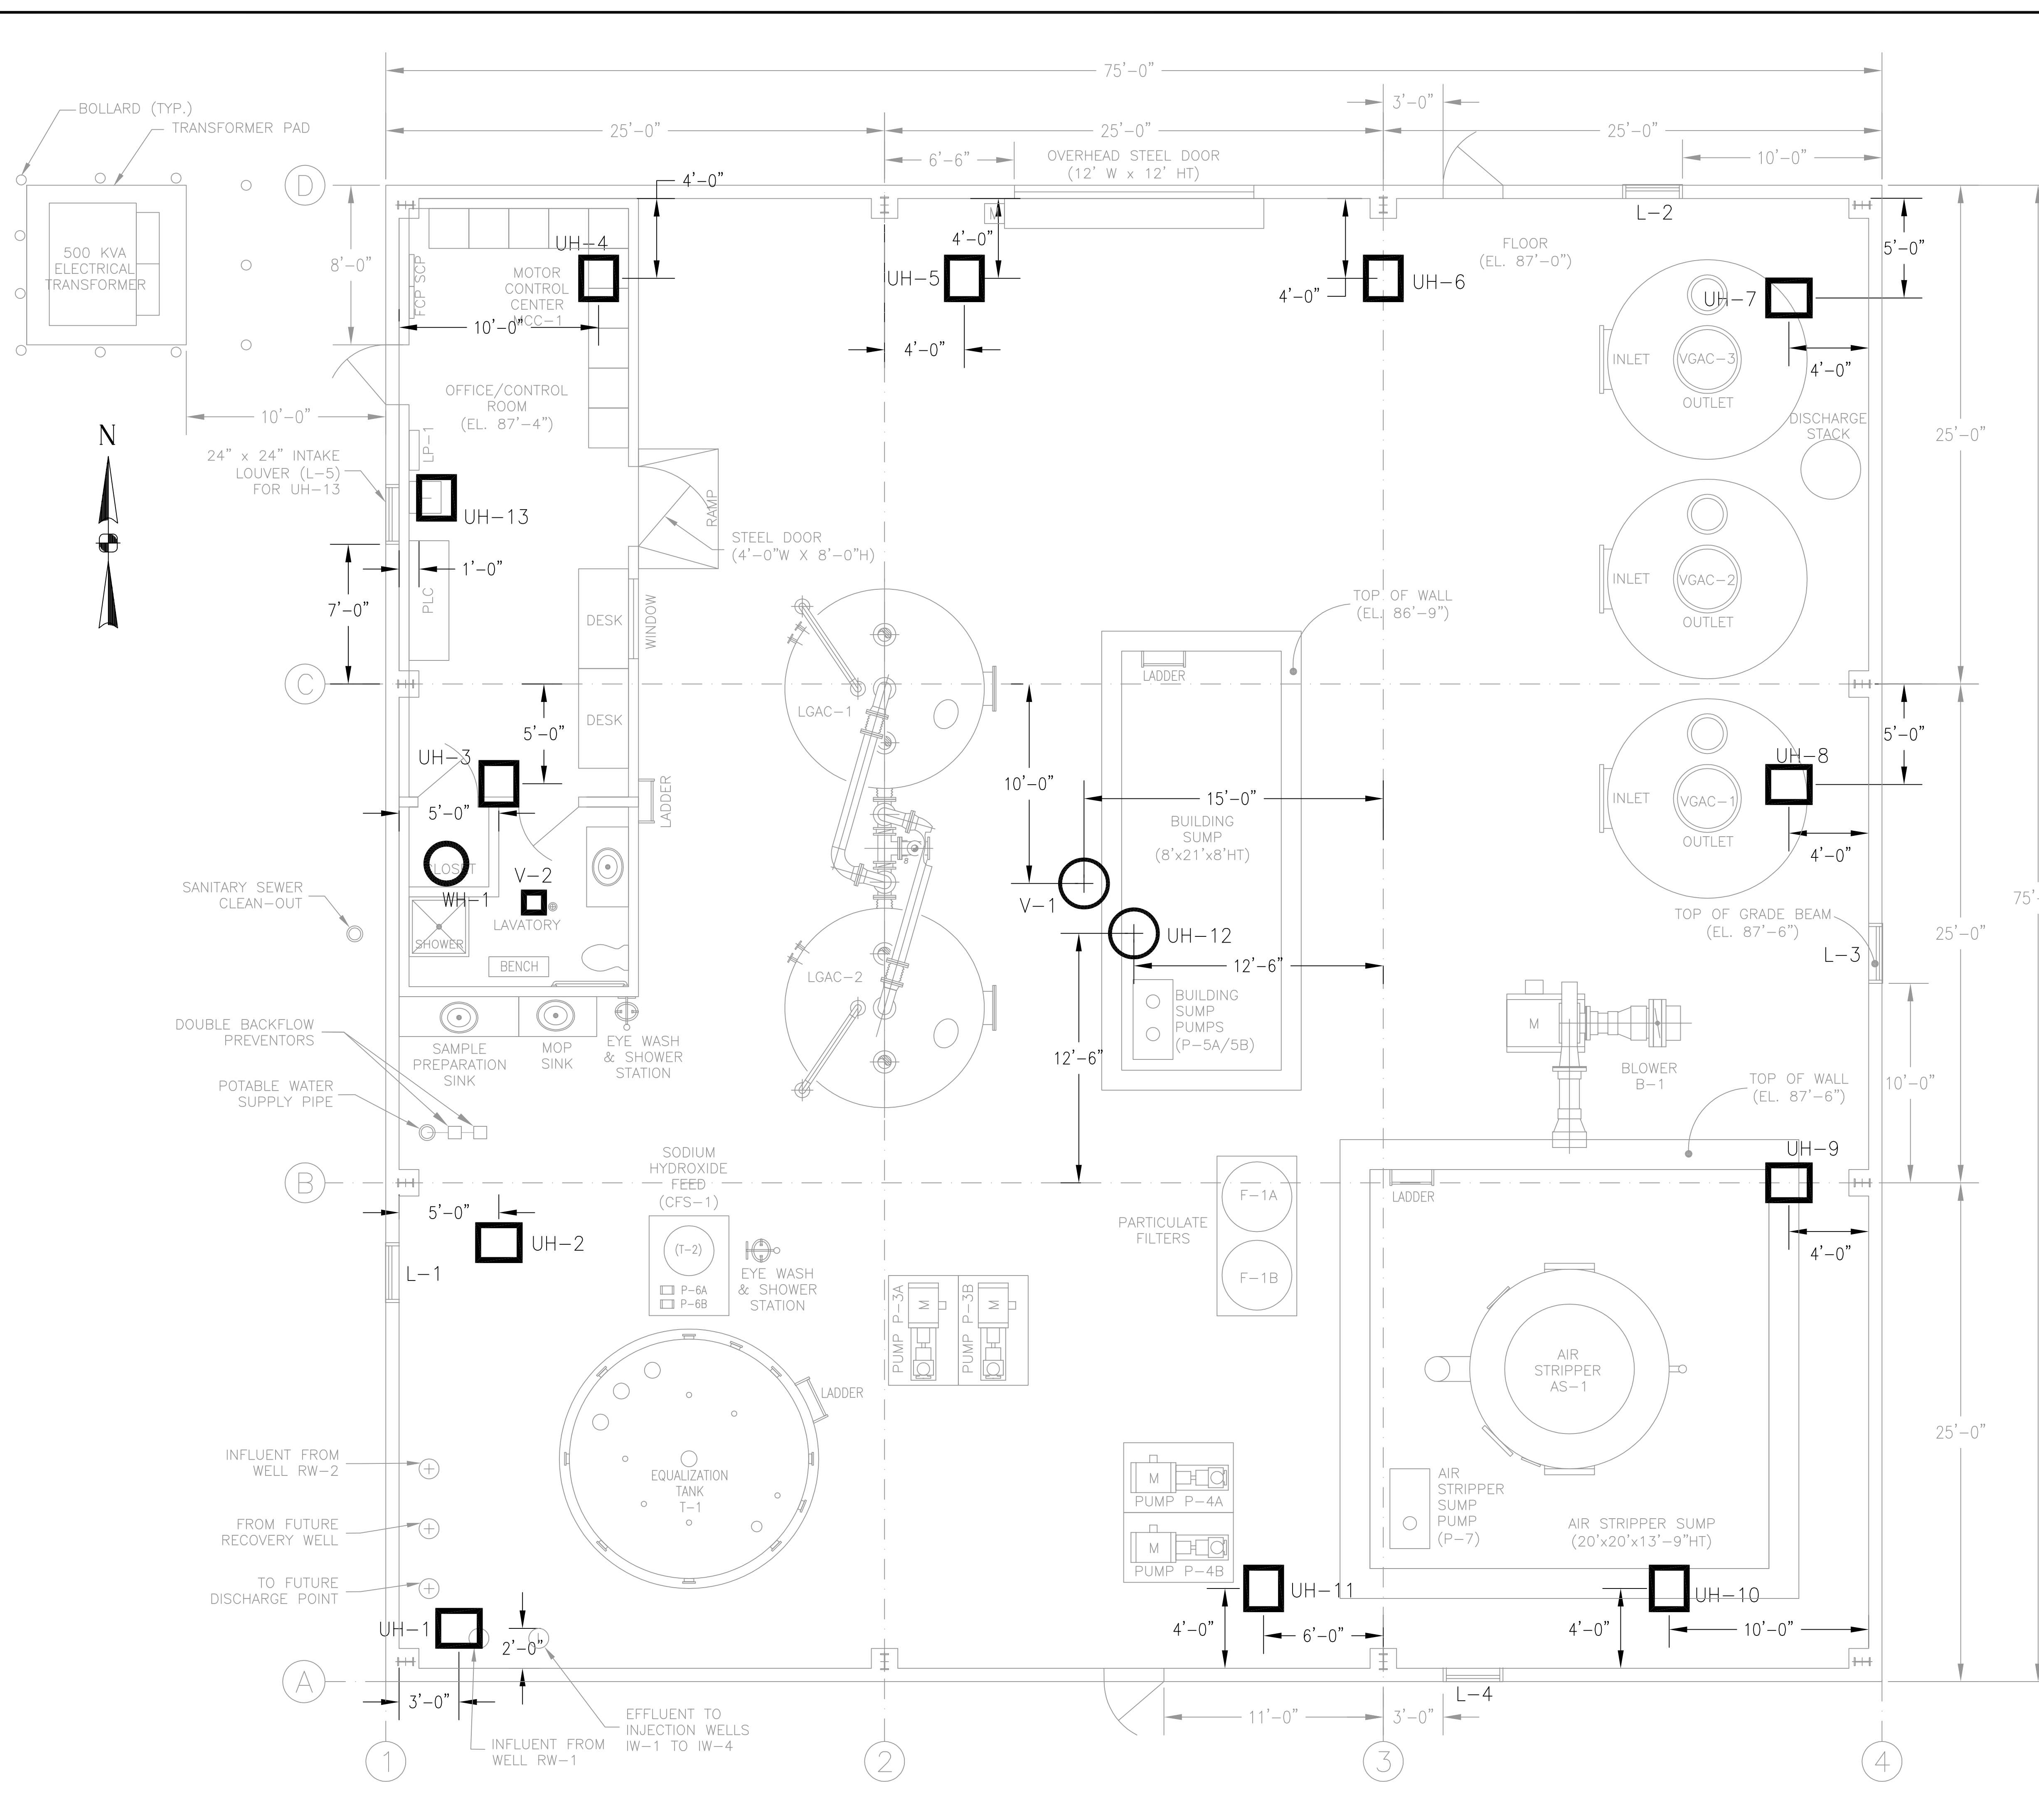 75'-0"
BOLLARD (TYP.)
3'-0"
TRANSFORMER PAD
25'-0"
25'-0"
25'-0"
6'-6"
OVERHEAD STEEL DOOR
(12' W x 12' HT)
10'-0"
D
4'-0"
M
L-2
UH-4
4'-0"
FLOOR
(EL. 87'-0")
5'-0"
500 KVA
ELECTRICAL
TRANSFORMER
8'-0"
FCP SCP
MOTOR
CONTROL
CENTER
MCC-1
UH-5
4'-0"
UH-6
UH-7
10'-0"
4'-0"
INLET
VGAC-3
4'-0"
OUTLET
OFFICE/CONTROL
ROOM
(EL. 87'-4")
10'-0"
DISCHARGE
STACK
25'-0"
N
LP-1
24" x 24" INTAKE
LOUVER (L-5)
FOR UH-13
UH-13
RAMP
STEEL DOOR
(4'-0"W X 8'-0"H)
1'-0"
7'-0"
PLC
DESK
WINDOW
INLET
VGAC-2
OUTLET
TOP OF WALL
(EL. 86'-9")
C
LADDER
LGAC-1
DESK
5'-0"
5'-0"
UH-3
UH-8
10'-0"
15'-0"
LADDER
5'-0"
INLET
VGAC-1
OUTLET
BUILDING
SUMP
(8'x21'x8'HT)
4'-0"
CLOSET
V-2
SANITARY SEWER
CLEAN-OUT
WH-1
V-1
LAVATORY
SHOWER
UH-12
TOP OF GRADE BEAM
(EL. 87'-6")
75'-
25'-0"
L-3
BENCH
LGAC-2
12'-6"
BUILDING
SUMP
PUMPS
(P-5A/5B)
M
DOUBLE BACKFLOW
PREVENTORS
SAMPLE
PREPARATION
SINK
MOP
SINK
EYE WASH
& SHOWER
STATION
12'-6"
BLOWER
B-1
POTABLE WATER
SUPPLY PIPE
TOP OF WALL
(EL. 87'-6")
10'-0"
SODIUM
HYDROXIDE
FEED
(CFS-1)
UH-9
B
F-1A
LADDER
5'-0"
PARTICULATE
FILTERS
UH-2
(T-2)
4'-0"
L-1
EYE WASH
& SHOWER
STATION
P-6A
P-6B
F-1B
PUMP P-3A
M
PUMP P-3B
M
LADDER
AIR
STRIPPER
AS-1
25'-0"
INFLUENT FROM
WELL RW-2
EQUALIZATION
TANK
T-1
M
PUMP P-4A
AIR
STRIPPER
SUMP
PUMP
(P-7)
FROM FUTURE
RECOVERY WELL
AIR STRIPPER SUMP
(20'x20'x13'-9"HT)
M
PUMP P-4B
TO FUTURE
DISCHARGE POINT
UH-11
UH-10
UH-1
2'-0"
4'-0"
6'-0"
4'-0"
10'-0"
A
3'-0"
L-4
EFFLUENT TO
INJECTION WELLS
IW-1 TO IW-4
11'-0"
3'-0"
INFLUENT FROM
WELL RW-1
1
2
3
4